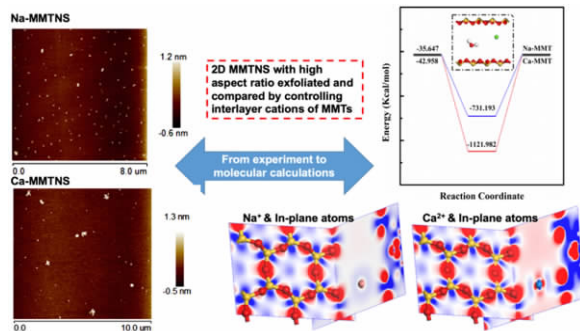 Na-MMTNS
1.2 nm
-0.6 nm
0.0
8.0 um
Ca-MMTNS
1.3 nm
-0.5 nm
0.0
10.0 um
2D MMTNS with high
aspect ratio exfoliated and
compared by controlling
interlayer cations of MMTs
From experiment to
molecular calculations
Energy (Kcal/mol)
-35.647
-42.958
Na-MMT
Ca-MMT
-731.193
-1121.982
Reaction Coordinate
Na⁺ & In-plane atoms
Ca²⁺ & In-plane atoms